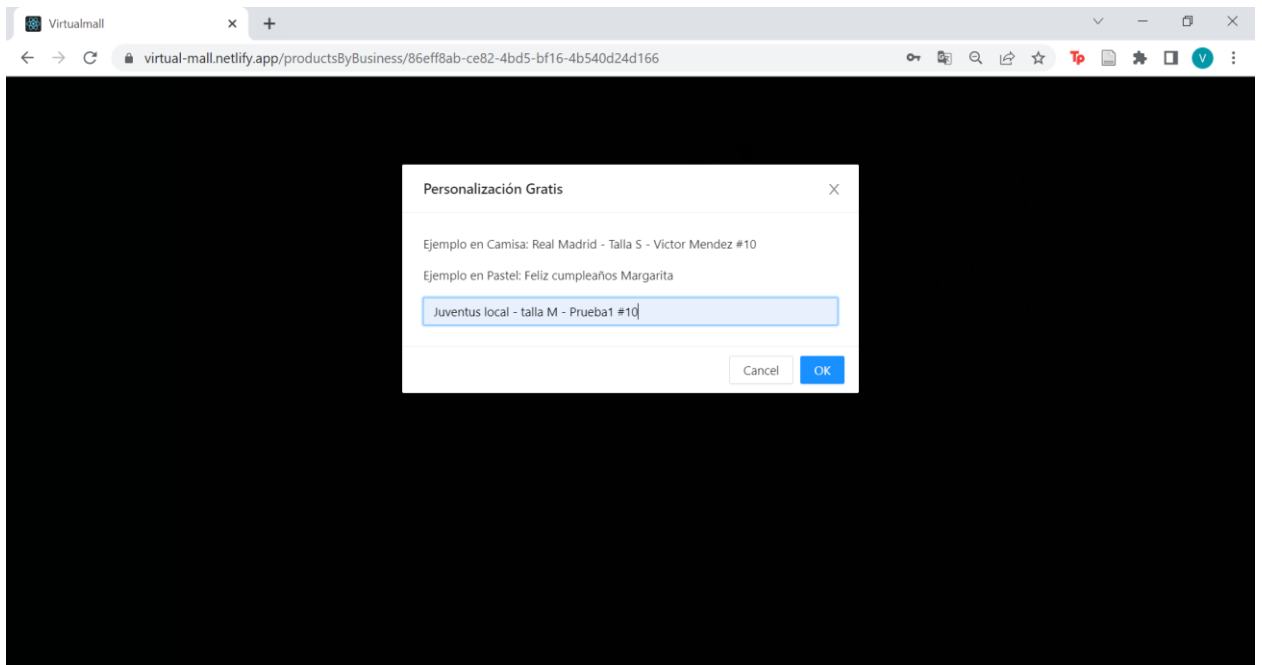 Virtualmall
virtual-mall.netlify.app/productsByBusiness/86eff8ab-ce82-4bd5-bf16-4b540d24d166
Tp
V
Personalización Gratis
Ejemplo en Camisa: Real Madrid - Talla S - Victor Mendez #10
Ejemplo en Pastel: Feliz cumpleaños Margarita
Juventus local - talla M - Prueba1 #10
Cancel
OK